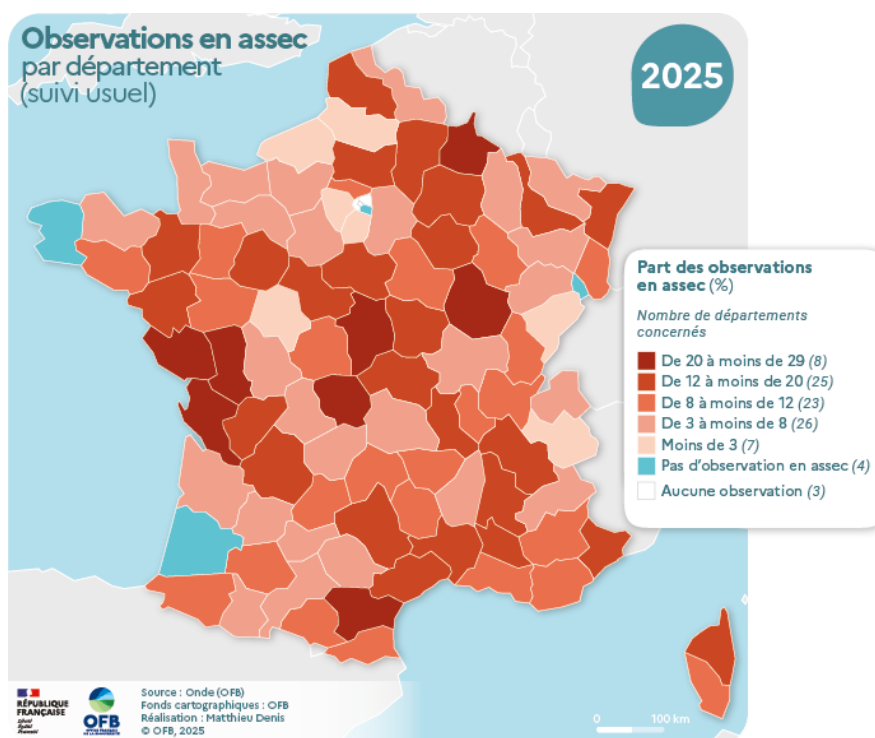 Observations en assec
par département
(suivi usuel)
2025
Part des observations
en assec (%)
Nombre de départements
concernés
De 20 à moins de 29 (8)
De 12 à moins de 20 (25)
De 8 à moins de 12 (23)
De 3 à moins de 8 (26)
Moins de 3 (7)
Pas d'observation en assec (4)
Aucune observation (3)
RÉPUBLIQUE
FRANÇAISE
Liberté
Égalité
Fraternité
OFB
Source : Onde (OFB)
Fonds cartographiques : OFB
Réalisation : Matthieu Denis
© OFB, 2025
0 100 km